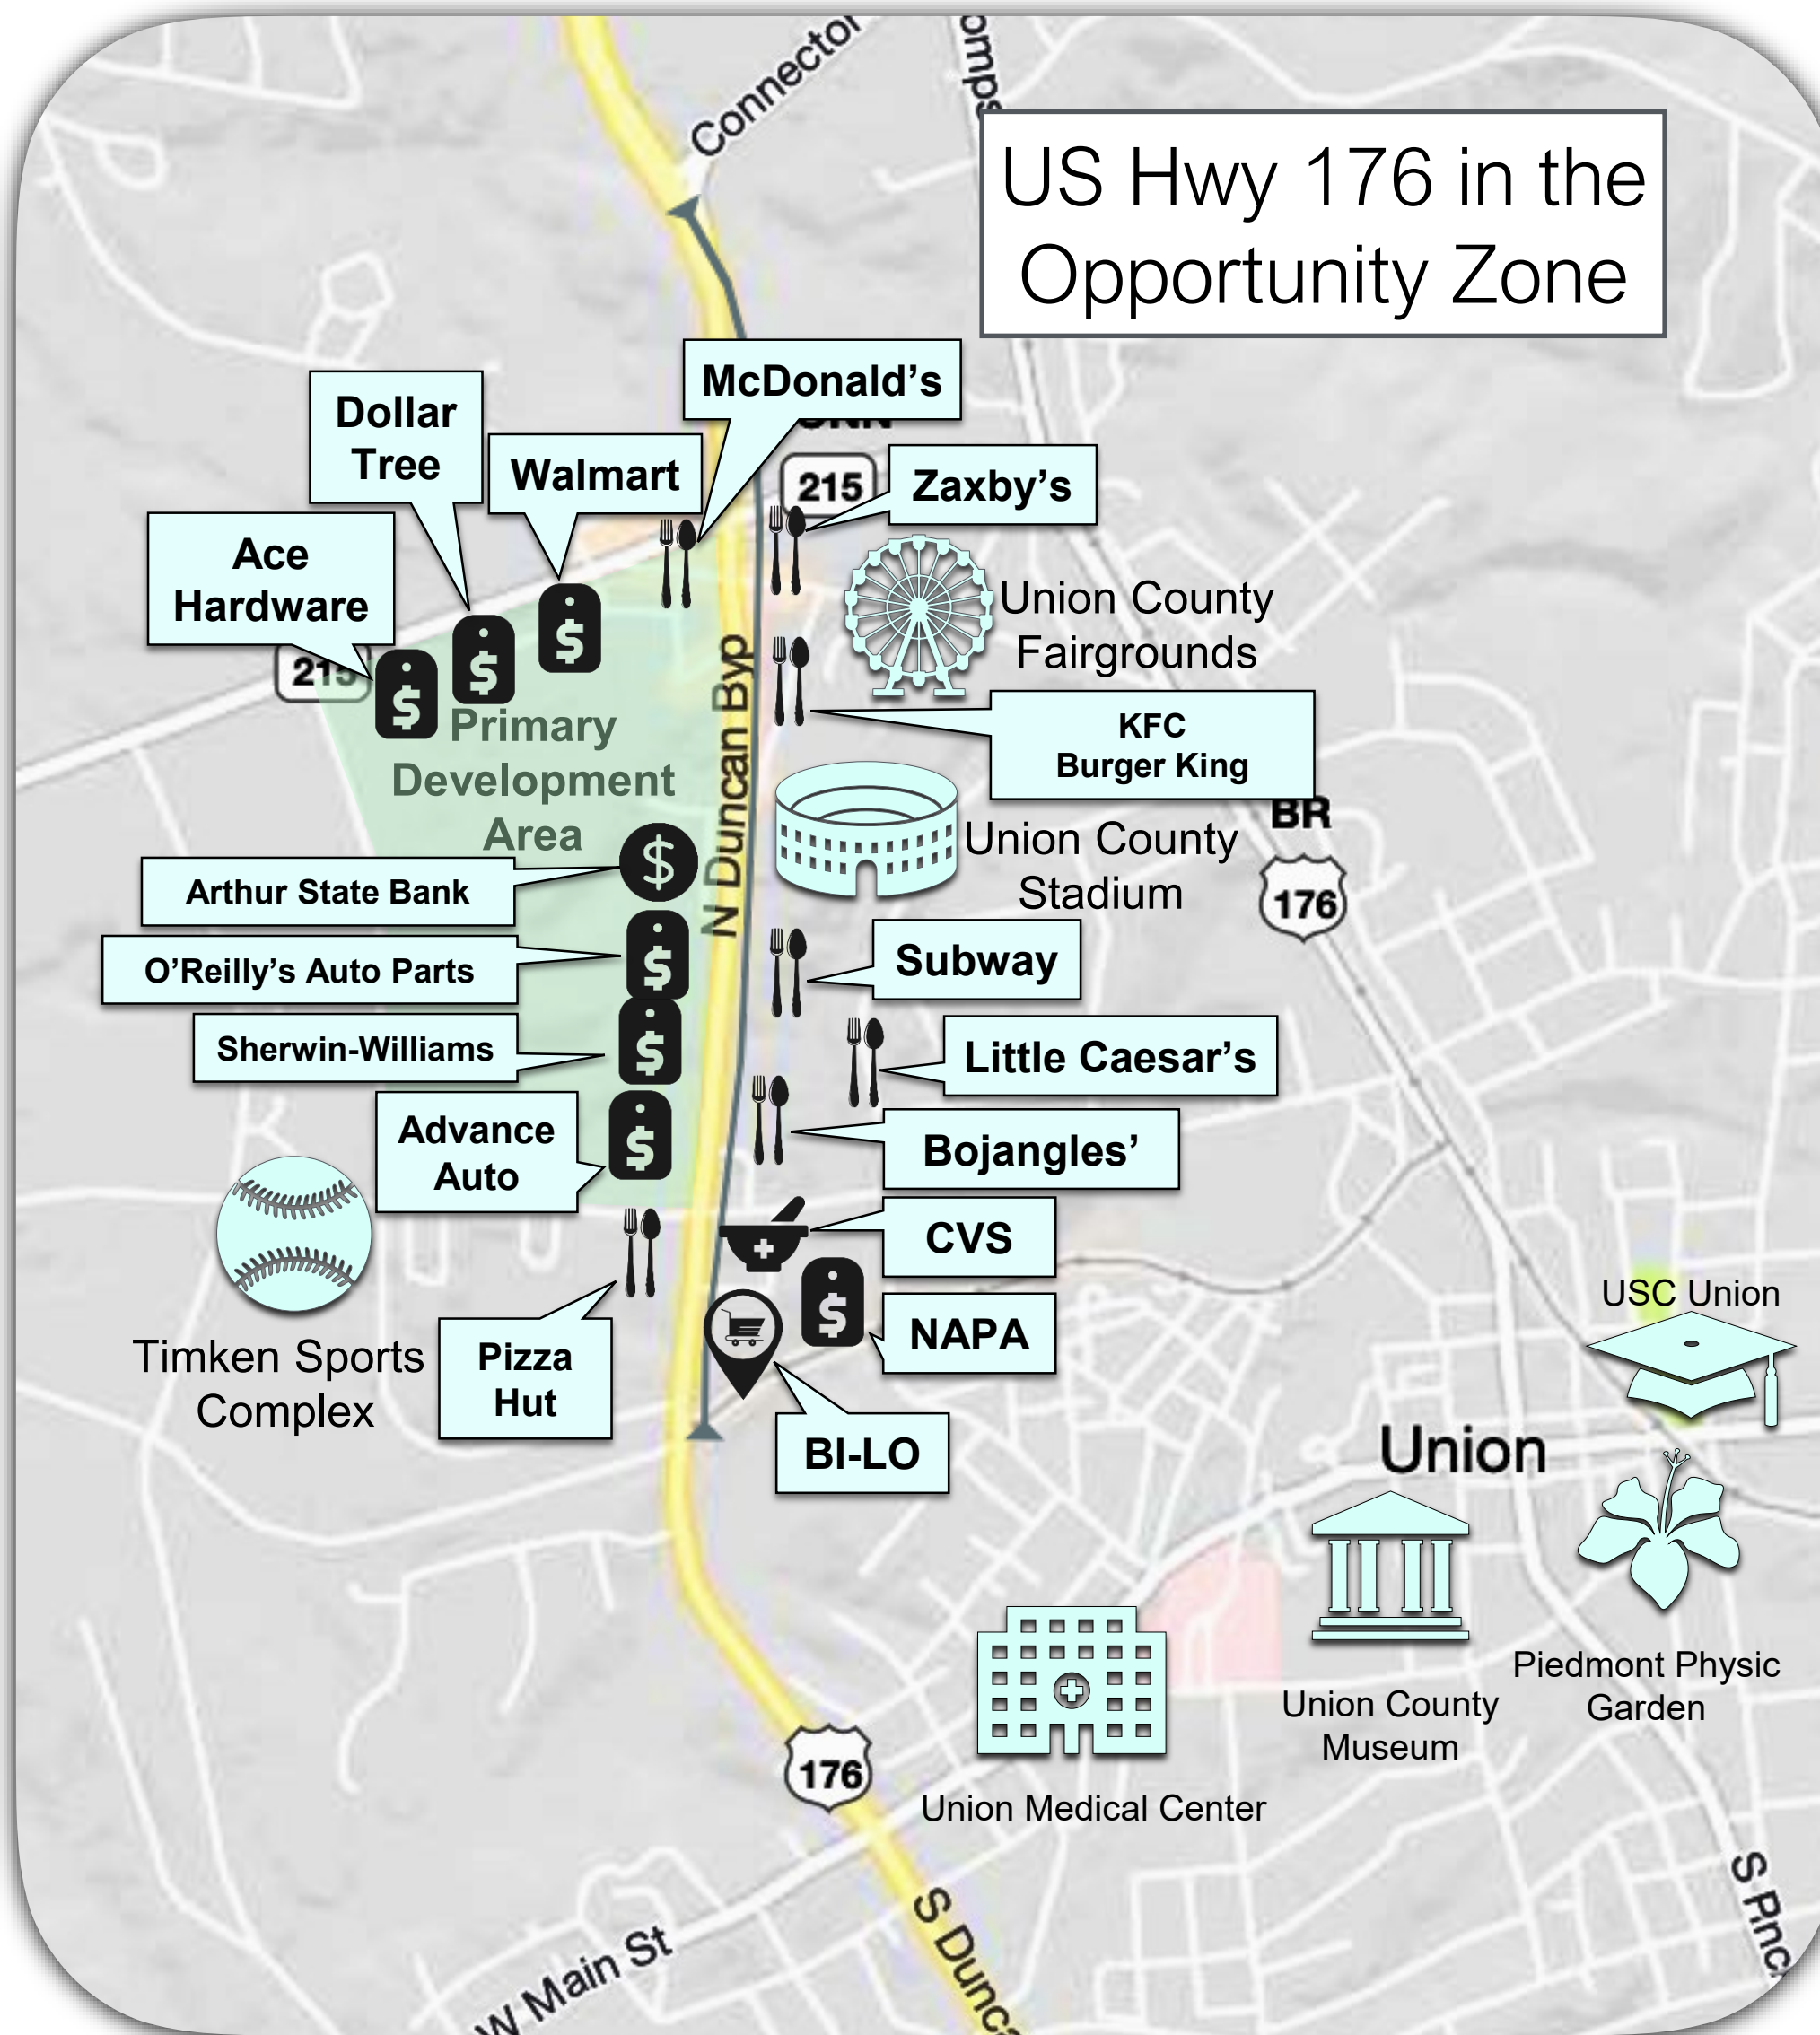 Connector
US Hwy 176 in the
Opportunity Zone
McDonald’s
Dollar
Tree
Walmart
215
Zaxby’s
Ace
Hardware
215
Union County
Fairgrounds
Primary
Development
Area
N Duncan Byp
KFC
Burger King
BR
176
Union County
Stadium
Arthur State Bank
O’Reilly’s Auto Parts
Subway
Sherwin-Williams
Little Caesar’s
Advance
Auto
Bojangles’
CVS
NAPA
Timken Sports
Complex
Pizza
Hut
BI-LO
USC Union
Union
Piedmont Physic
Garden
Union County
Museum
Union Medical Center
176
W Main St
S Dunca
S Pinc